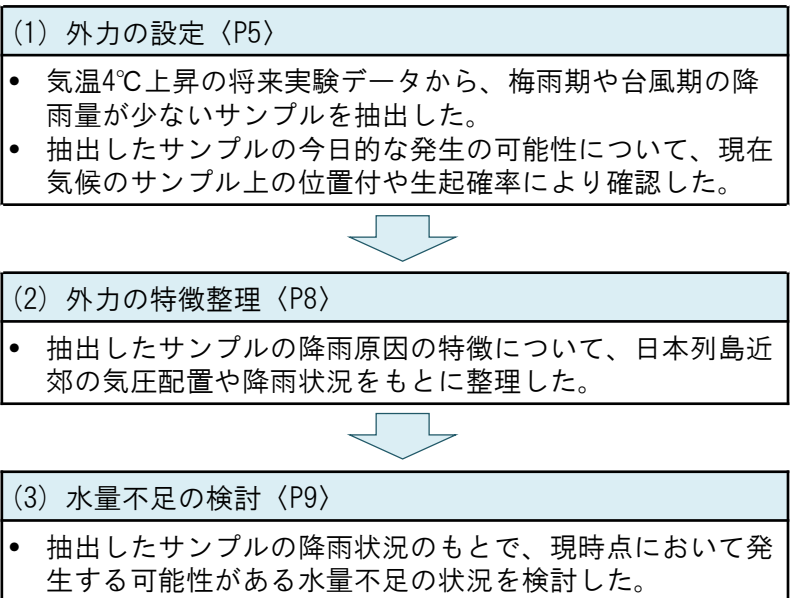 (1) 外力の設定〈P5〉
• 気温4℃上昇の将来実験データから、梅雨期や台風期の降
雨量が少ないサンプルを抽出した。
• 抽出したサンプルの今日的な発生の可能性について、現在
気候のサンプル上の位置付や生起確率により確認した。
(2) 外力の特徴整理〈P8〉
• 抽出したサンプルの降雨原因の特徴について、日本列島近
郊の気圧配置や降雨状況をもとに整理した。
(3) 水量不足の検討〈P9〉
• 抽出したサンプルの降雨状況のもとで、現時点において発
生する可能性がある水量不足の状況を検討した。